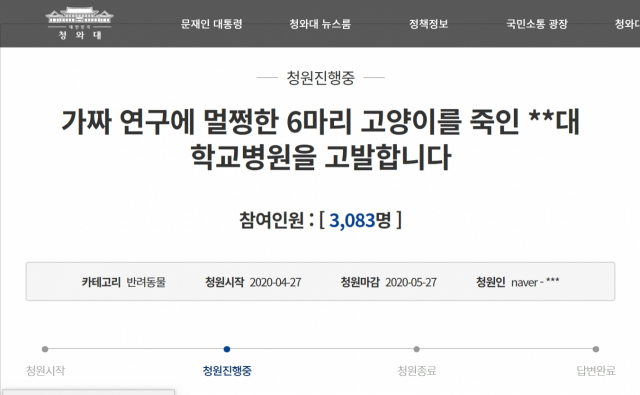 청와대
문재인 대통령 청와대 뉴스룸 정책정보 국민소통 광장 청와대
청원진행중
가짜 연구에 멀쩡한 6마리 고양이를 죽인 **대
학교병원을 고발합니다
참여인원 : [ 3,083명 ]
카테고리 반려동물 청원시작 2020-04-27 청원마감 2020-05-27 청원인 naver - ***
청원시작 청원진행중 청원종료 답변완료